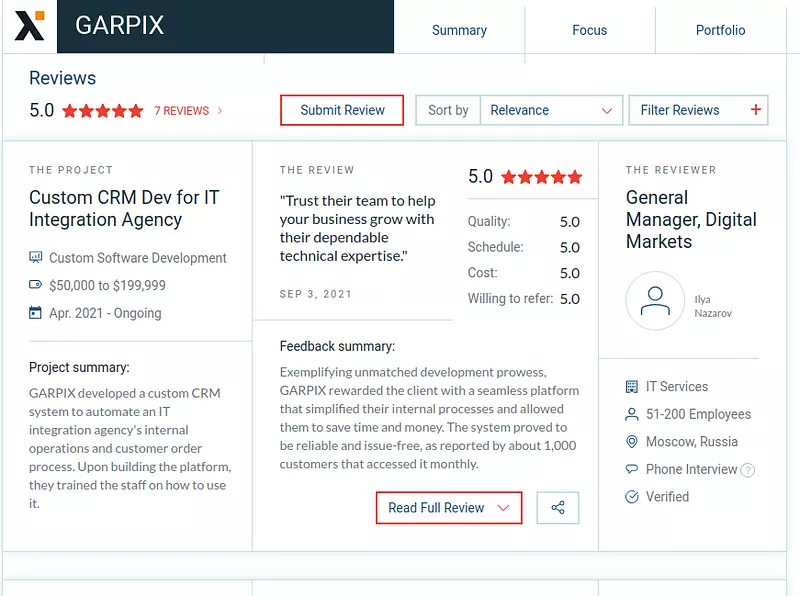 GARPIX
Summary
Focus
Portfolio
Reviews
5.0
7 REVIEWS
Submit Review
Sort by
Relevance
Filter Reviews
THE PROJECT
Custom CRM Dev for IT
Integration Agency
Custom Software Development
$50,000 to $199,999
Apr. 2021 - Ongoing
Project summary:
GARPIX developed a custom CRM
system to automate an IT
integration agency's internal
operations and customer order
process. Upon building the platform,
they trained the staff on how to use
it.
THE REVIEW
"Trust their team to help
your business grow with
their dependable
technical expertise."
SEP 3, 2021
5.0
Quality: 5.0
Schedule: 5.0
Cost: 5.0
Willing to refer: 5.0
Feedback summary:
Exemplifying unmatched development prowess,
GARPIX rewarded the client with a seamless platform
that simplified their internal processes and allowed
them to save time and money. The system proved to
be reliable and issue-free, as reported by about 1,000
customers that accessed it monthly.
Read Full Review
THE REVIEWER
General
Manager, Digital
Markets
Ilya
Nazarov
IT Services
51-200 Employees
Moscow, Russia
Phone Interview ?
Verified